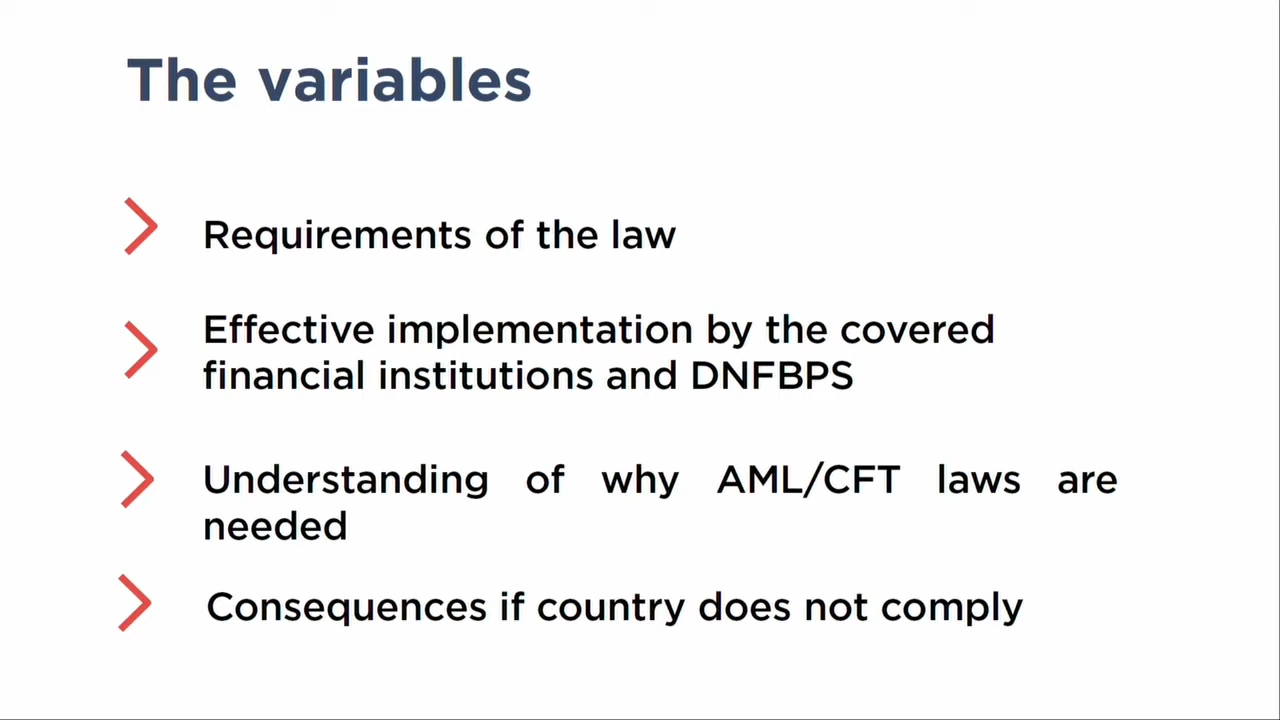 The variables
Requirements of the law
Effective implementation by the covered
financial institutions and DNFBPS
Understanding of why AML/CFT laws are
needed
Consequences if country does not comply